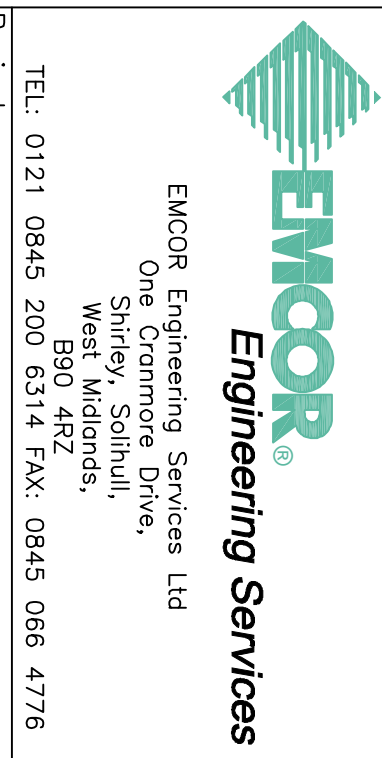 EMCOR®
Engineering Services
EMCOR Engineering Services Ltd
One Cranmore Drive,
Shirley, Solihull,
West Midlands,
B90 4RZ
TEL: 0121 0845 200 6314 FAX: 0845 066 4776